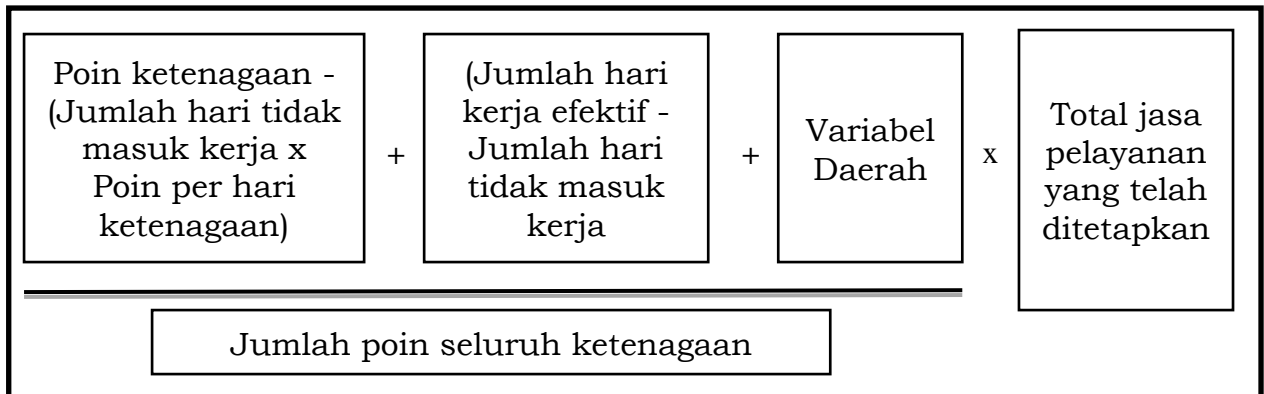 Poin ketenagaan -
(Jumlah hari tidak
masuk kerja x
Poin per hari
ketenagaan)
+
(Jumlah hari
kerja efektif -
Jumlah hari
tidak masuk
kerja
+
Variabel
Daerah
x
Total jasa
pelayanan
yang telah
ditetapkan
Jumlah poin seluruh ketenagaan